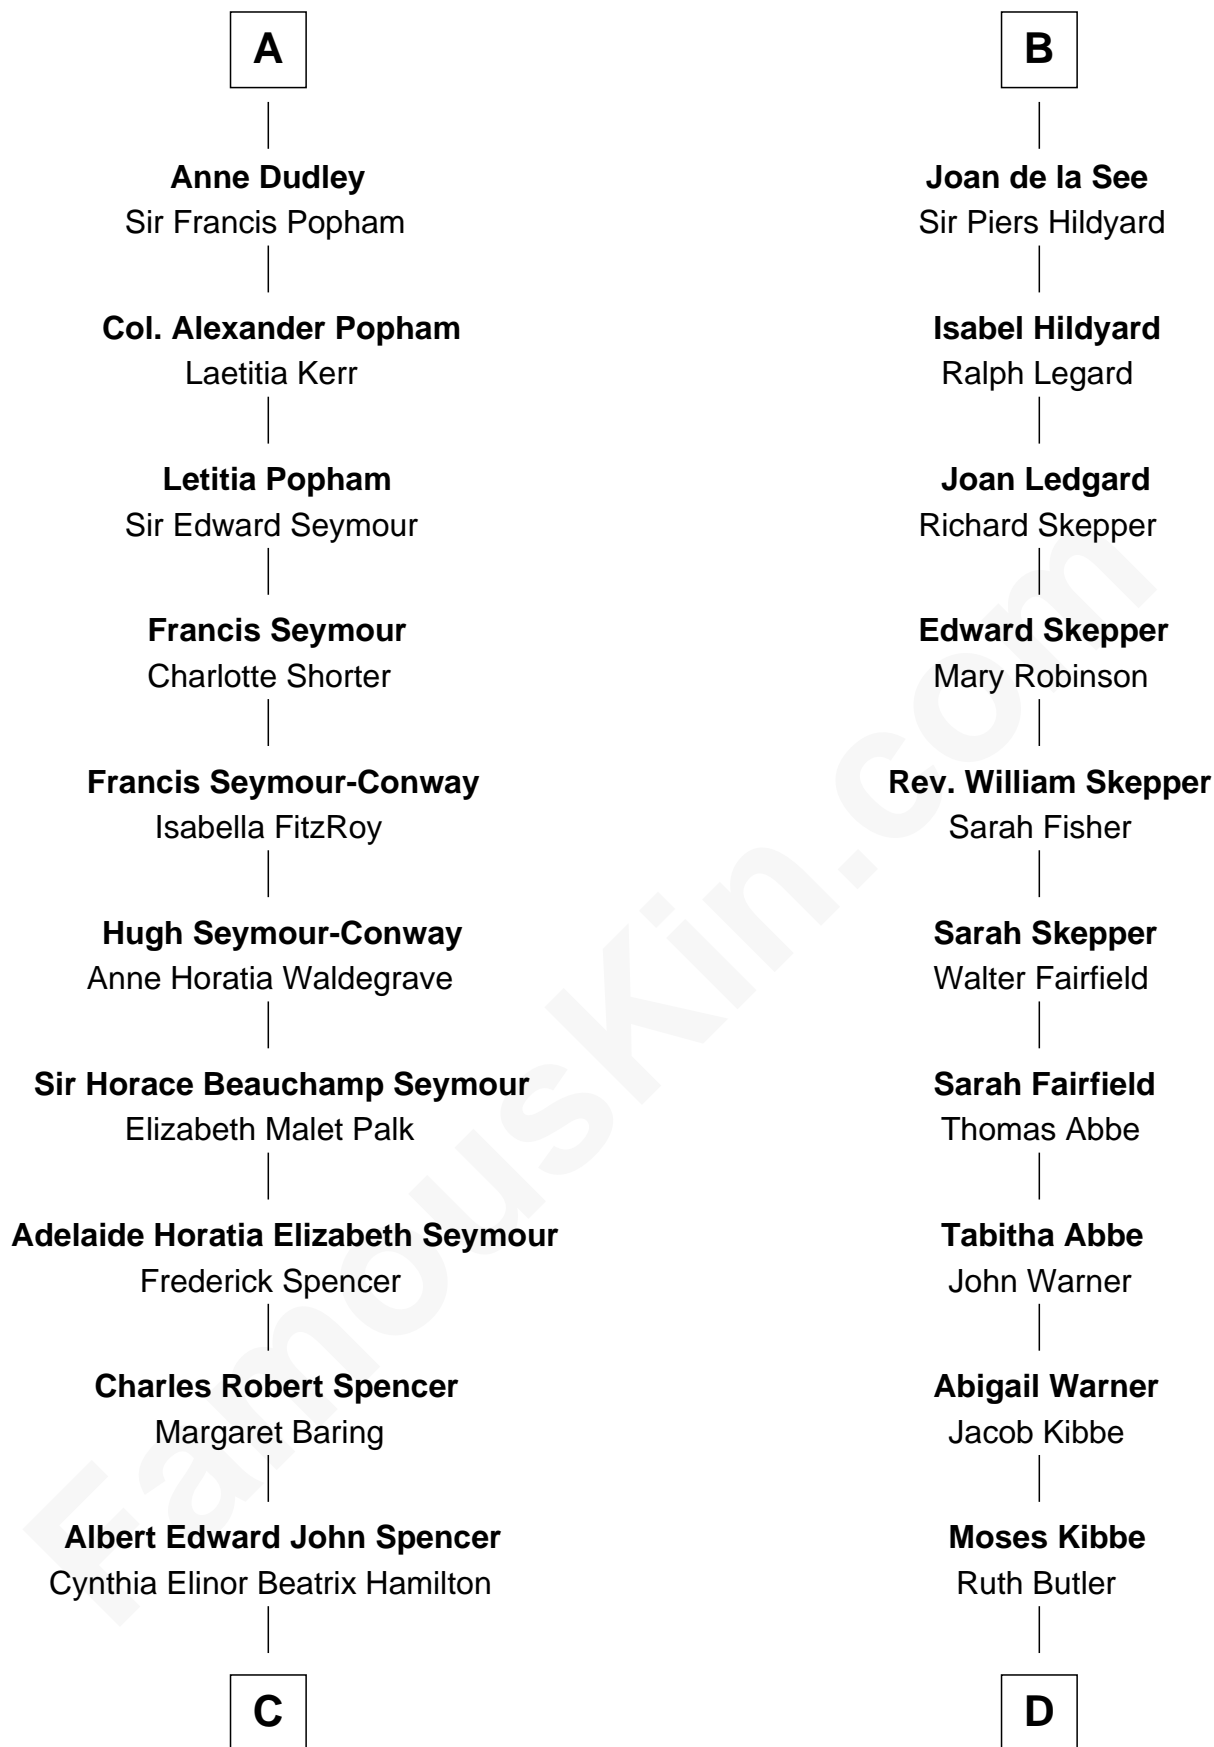 A
Anne Dudley
Sir Francis Popham
Col. Alexander Popham
Laetitia Kerr
Letitia Popham
Sir Edward Seymour
Francis Seymour
Charlotte Shorter
Francis Seymour-Conway
Isabella FitzRoy
Hugh Seymour-Conway
Anne Horatia Waldegrave
Sir Horace Beauchamp Seymour
Elizabeth Malet Palk
Adelaide Horatia Elizabeth Seymour
Frederick Spencer
Charles Robert Spencer
Margaret Baring
Albert Edward John Spencer
Cynthia Elinor Beatrix Hamilton
C
B
Joan de la See
Sir Piers Hildyard
Isabel Hildyard
Ralph Legard
Joan Ledgard
Richard Skepper
Edward Skepper
Mary Robinson
Rev. William Skepper
Sarah Fisher
Sarah Skepper
Walter Fairfield
Sarah Fairfield
Thomas Abbe
Tabitha Abbe
John Warner
Abigail Warner
Jacob Kibbe
Moses Kibbe
Ruth Butler
D
FamousKin.com